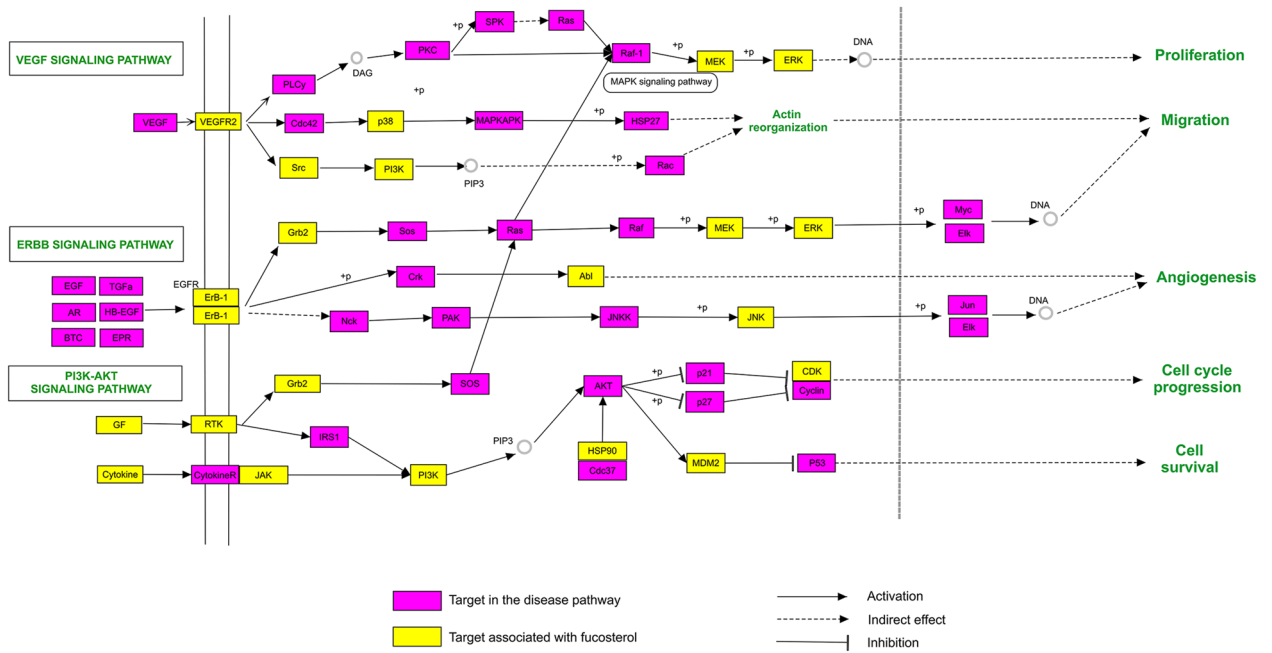 VEGF SIGNALING PATHWAY
+p
SPK
Ras
PKC
Raf-1
+p
MEK
+p
ERK
DNA
Proliferation
DAG
PLCγ
MAPK signaling pathway
+p
VEGF
VEGFR2
Cdc42
p38
MAPKAPK
+p
HSP27
Actin
reorganization
Migration
Src
PI3K
PIP3
+p
Rac
ERBB SIGNALING PATHWAY
Grb2
Sos
Ras
Raf
+p
MEK
+p
ERK
+p
Myc
Elk
DNA
EGF
TGFa
AR
HB-EGF
BTC
EPR
EGFR
ErB-1
ErB-1
+p
Crk
Abl
Angiogenesis
Nck
PAK
JNKK
+p
JNK
+p
Jun
Elk
DNA
PI3K-AKT
SIGNALING PATHWAY
Grb2
SOS
AKT
+p
+p
p21
p27
CDK
Cyclin
Cell cycle
progression
GF
RTK
IRS1
PIP3
HSP90
Cdc37
MDM2
P53
Cell
survival
Cytokine
CytokineR
JAK
PI3K
Target in the disease pathway
Target associated with fucosterol
Activation
Indirect effect
Inhibition